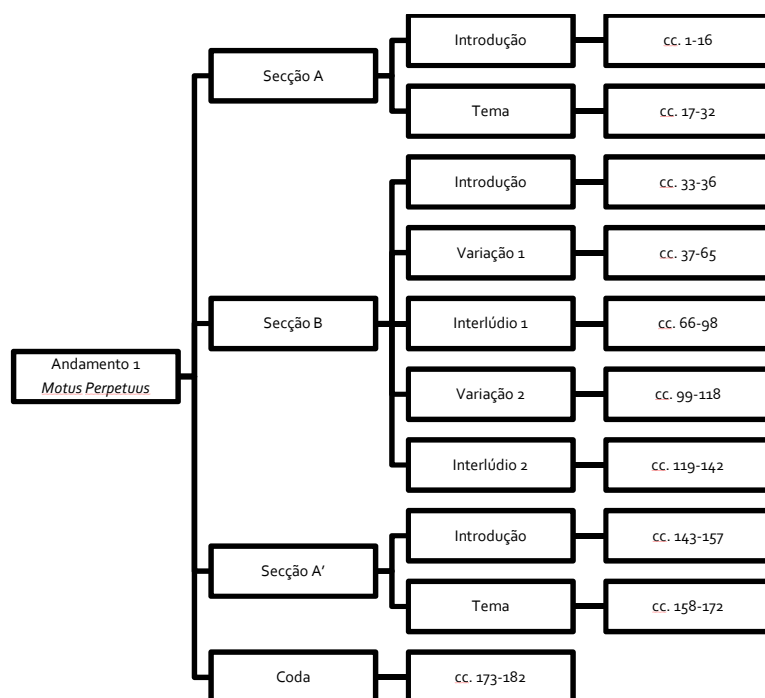 Andamento 1
Motus Perpetuus
Secção A
Introdução
cc. 1-16
Tema
cc. 17-32
Secção B
Introdução
cc. 33-36
Variação 1
cc. 37-65
Interlúdio 1
cc. 66-98
Variação 2
cc. 99-118
Interlúdio 2
cc. 119-142
Secção A’
Introdução
cc. 143-157
Tema
cc. 158-172
Coda
cc. 173-182